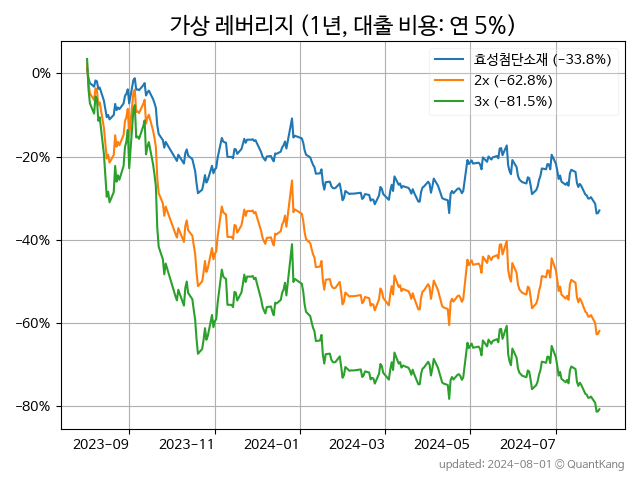 가상 레버리지 (1년, 대출 비용: 연 5%)
효성첨단소재 (−33.8%)
2x (−62.8%)
3x (−81.5%)
0%
−20%
−40%
−60%
−80%
2023-09 2023-11 2024-01 2024-03 2024-05 2024-07
updated: 2024-08-01 © QuantKang